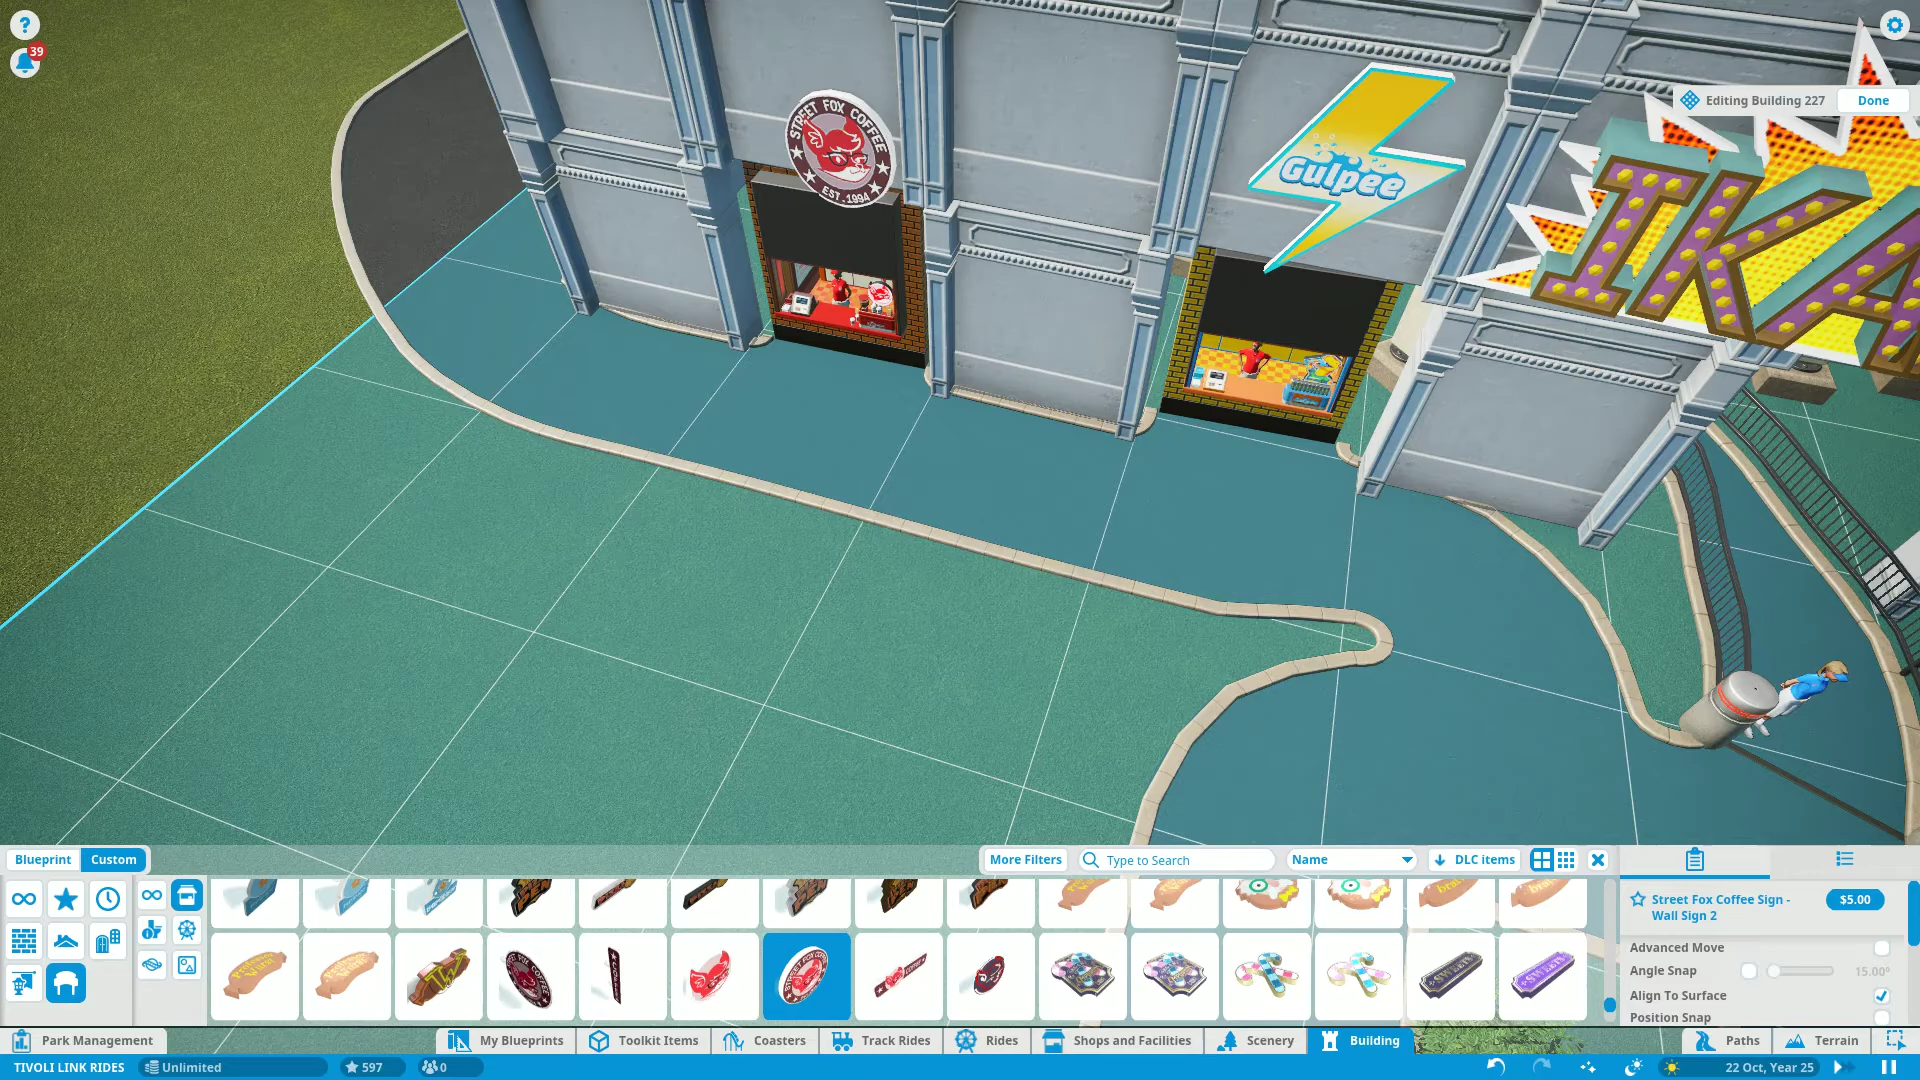 ?
39
STREET FOX COFFEE
EST. 1994
Gulpee
IKA
Editing Building 227
Done
Blueprint
Custom
More Filters
Type to Search
Name
DLC items
Street Fox Coffee Sign -
Wall Sign 2
$5.00
Advanced Move
Angle Snap
15.00°
Align To Surface
Position Snap
SWEETS
SWEETS
Park Management
My Blueprints
Toolkit Items
Coasters
Track Rides
Rides
Shops and Facilities
Scenery
Building
Paths
Terrain
TIVOLI LINK RIDES
Unlimited
597
0
22 Oct, Year 25